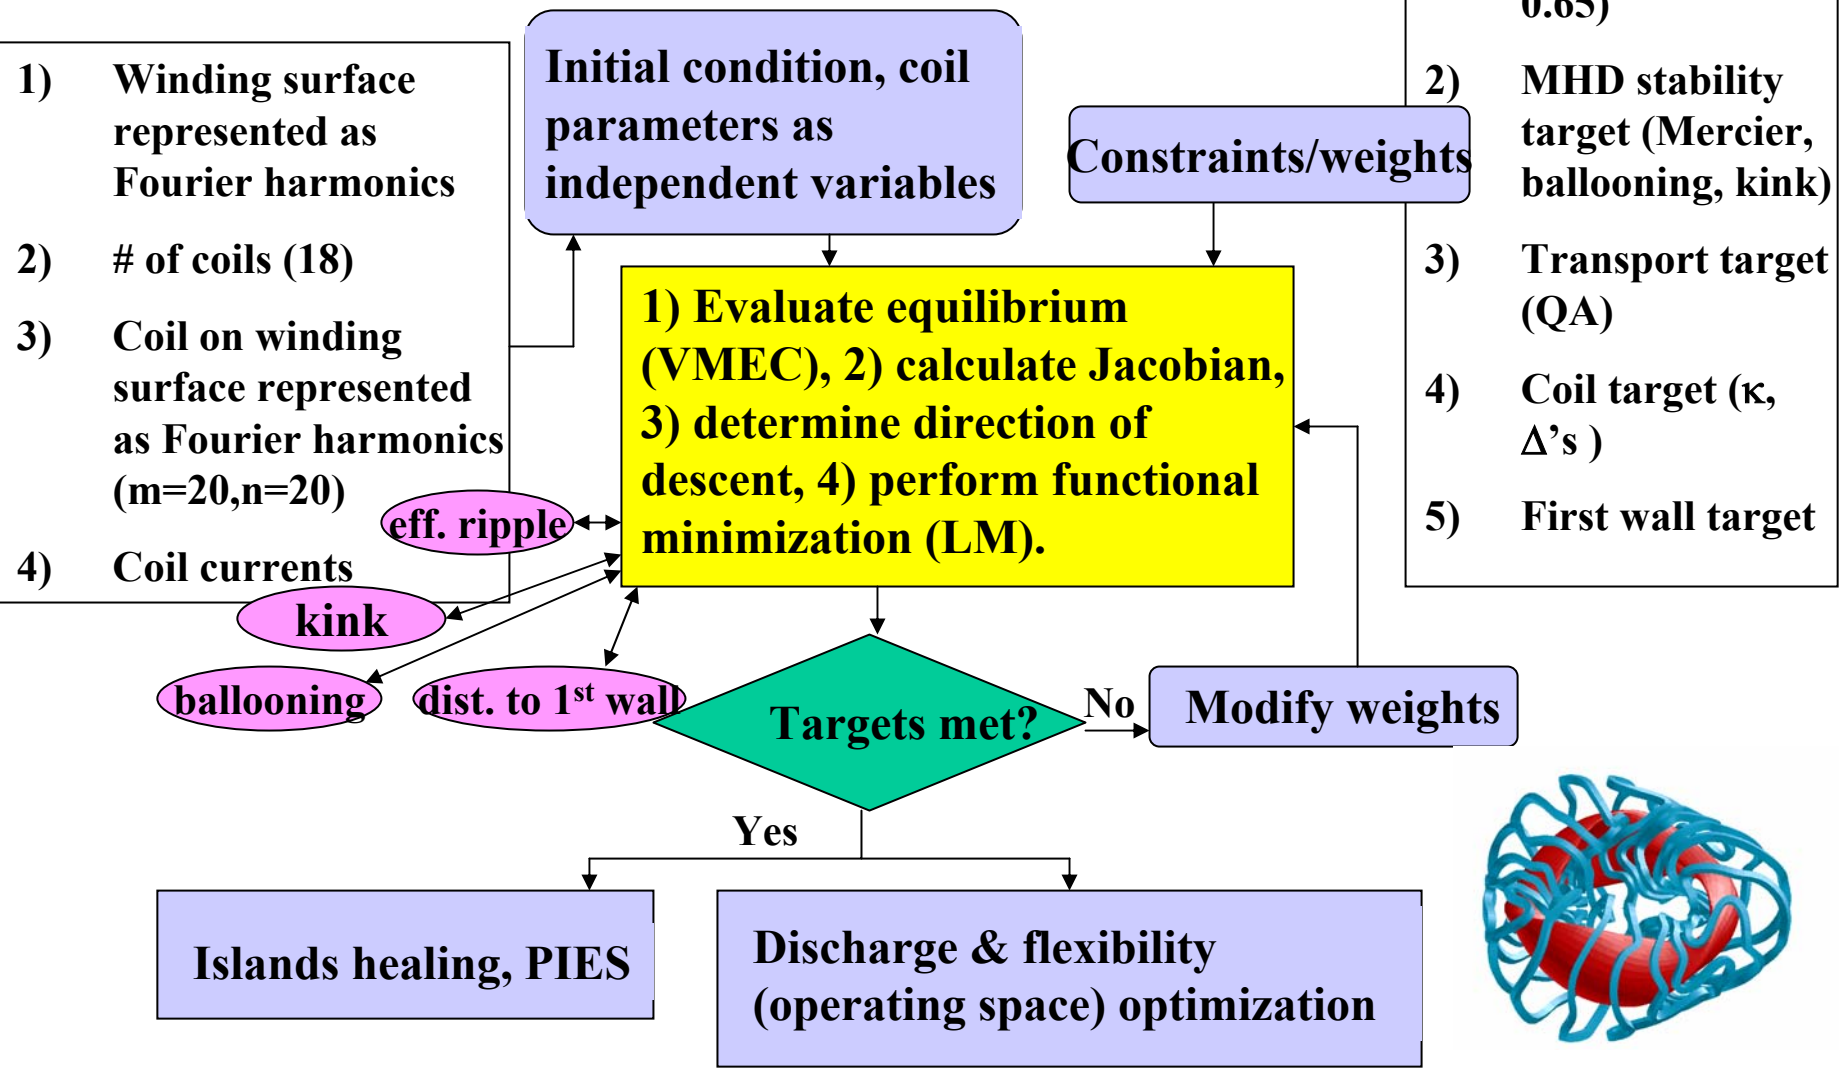 1) Winding surface
represented as
Fourier harmonics
2) # of coils (18)
3) Coil on winding
surface represented
as Fourier harmonics
(m=20,n=20)
4) Coil currents
Initial condition, coil
parameters as
independent variables
Constraints/weights
0.65)
2) MHD stability
target (Mercier,
ballooning, kink)
3) Transport target
(QA)
4) Coil target (κ,
Δ’s )
5) First wall target
1) Evaluate equilibrium
(VMEC), 2) calculate Jacobian,
3) determine direction of
descent, 4) perform functional
minimization (LM).
eff. ripple
kink
ballooning
dist. to 1st wall
Targets met?
No
Modify weights
Yes
Islands healing, PIES
Discharge & flexibility
(operating space) optimization